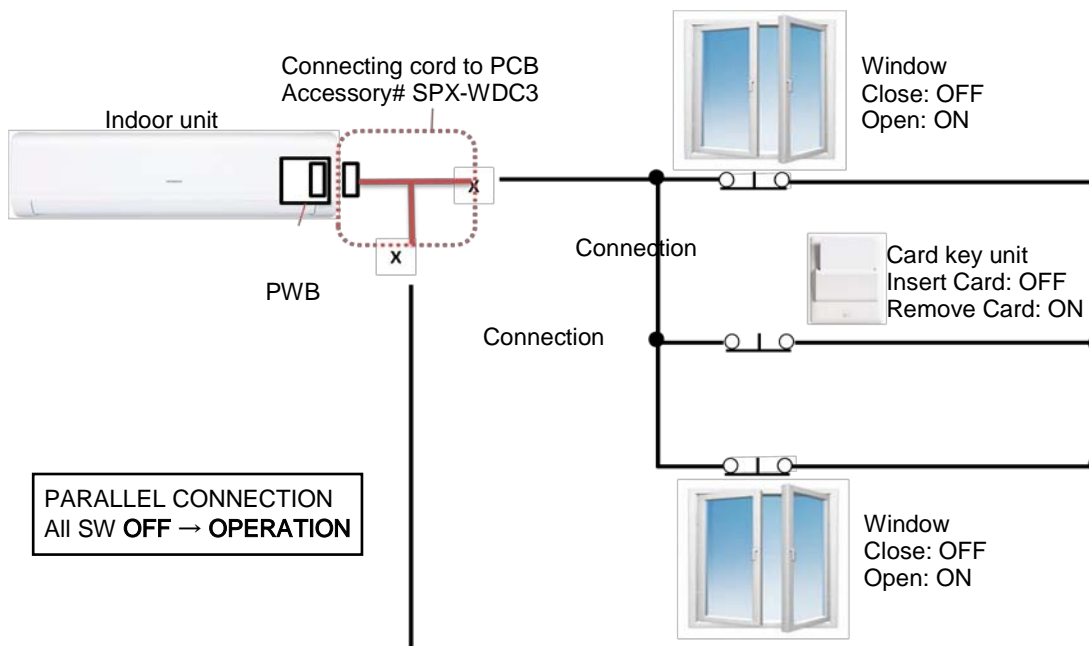 Connecting cord to PCB
Accessory# SPX-WDC3
Indoor unit
Window
Close: OFF
Open: ON
X
X
Connection
Card key unit
Insert Card: OFF
Remove Card: ON
PWB
Connection
PARALLEL CONNECTION
All SW OFF → OPERATION
Window
Close: OFF
Open: ON